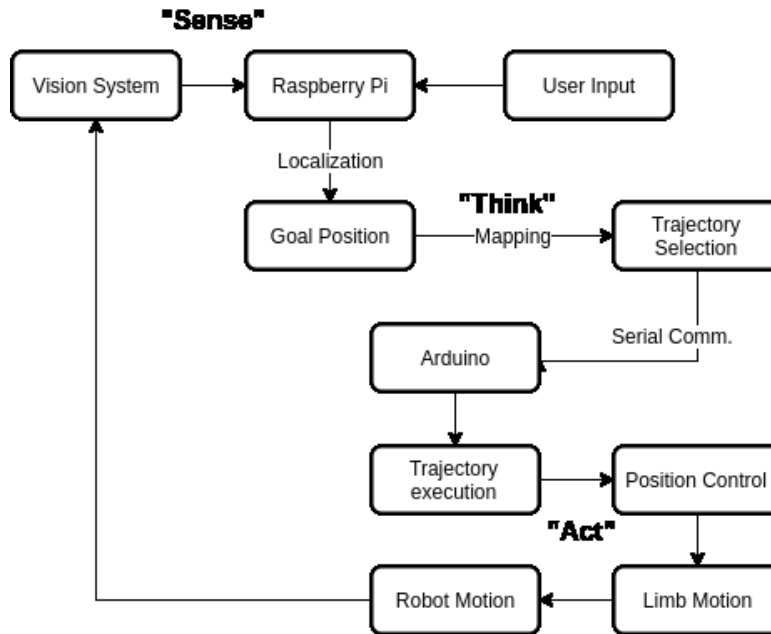 "Sense"
Vision System
Raspberry Pi
User Input
Localization
"Think"
Goal Position
Mapping
Trajectory
Selection
Serial Comm.
Arduino
Trajectory
execution
Position Control
"Act"
Robot Motion
Limb Motion